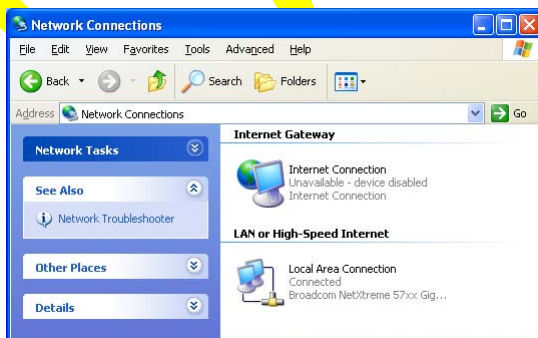 Network Connections
File Edit View Favorites Tools Advanced Help
Back Search Folders
Address Network Connections Go
Network Tasks
See Also
Network Troubleshooter
Other Places
Details
Internet Gateway
Internet Connection
Unavailable - device disabled
Internet Connection
LAN or High-Speed Internet
Local Area Connection
Connected
Broadcom NetXtreme 57xx Gig...